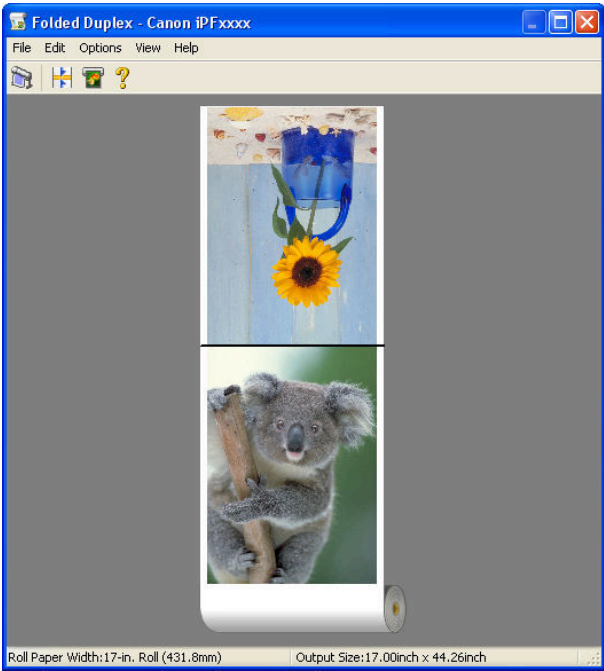 Folded Duplex - Canon iPFxxxx
File Edit Options View Help
Roll Paper Width:17-in. Roll (431.8mm) Output Size:17.00inch x 44.26inch